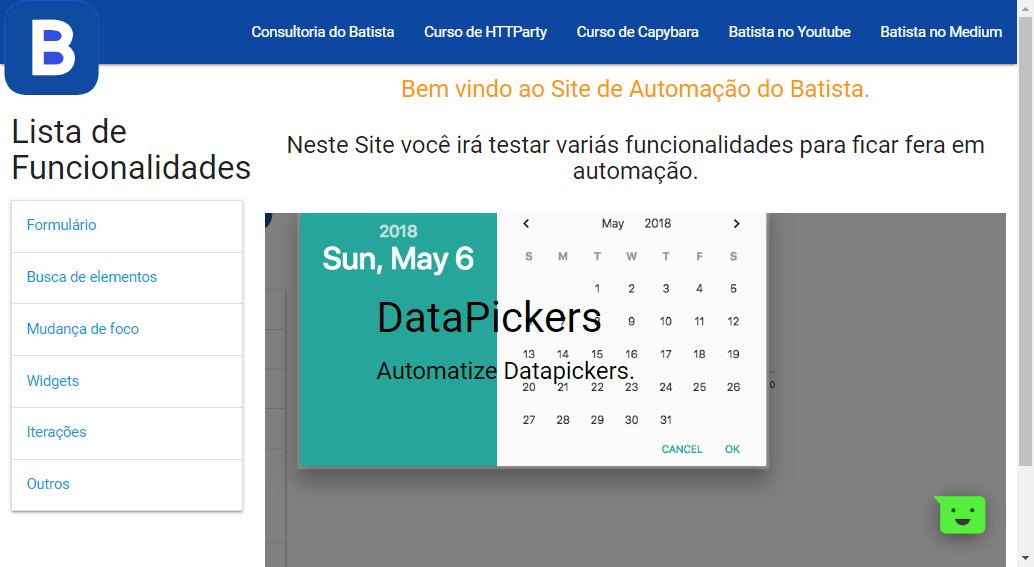 B
Consultoria do Batista Curso de HTTParty Curso de Capybara Batista no Youtube Batista no Medium
Bem vindo ao Site de Automação do Batista.
Lista de
Funcionalidades
Neste Site você irá testar variás funcionalidades para ficar fera em
automação.
Formulário
Busca de elementos
Mudança de foco
Widgets
Iterações
Outros
2018
Sun, May 6
May 2018
S M T W T F S
1 2 3 4 5
DataPickers
7 8 9 10 11 12
13 14 15 16 17 18 19
Automatize Datapickers.
20 21 22 23 24 25 26
27 28 29 30 31
CANCEL OK